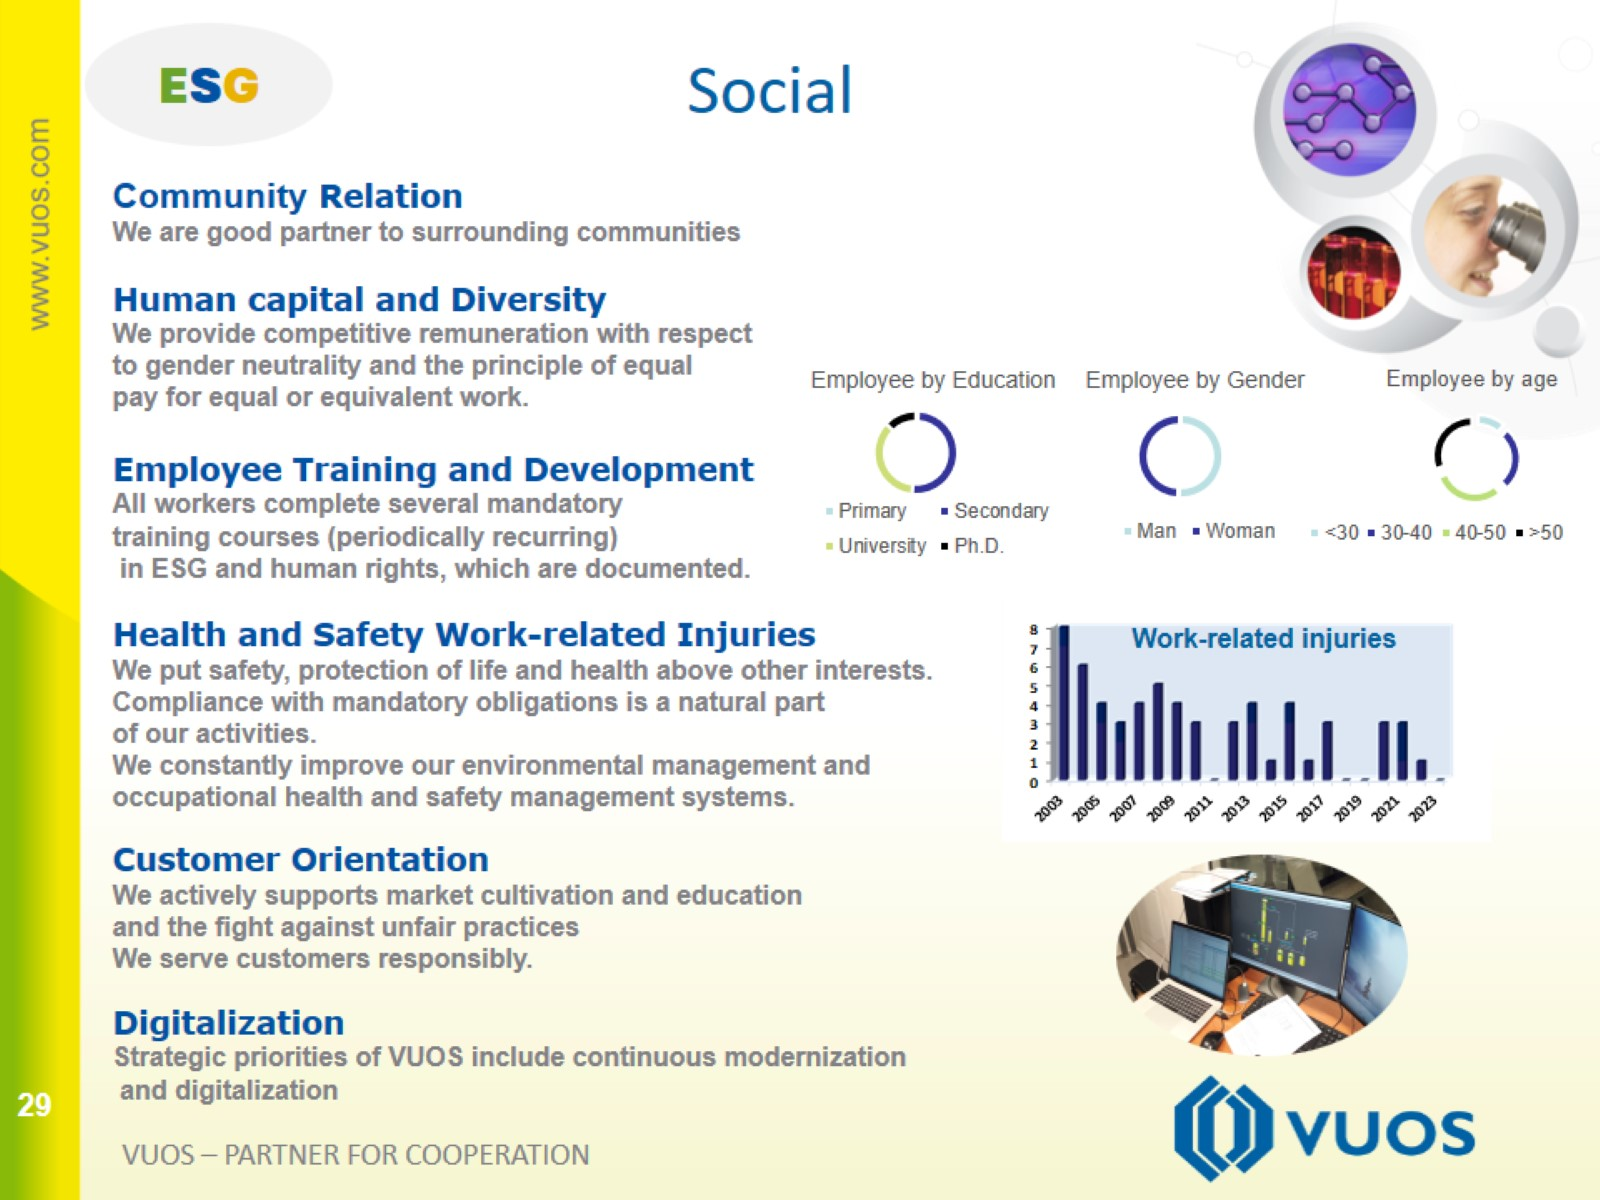 www.vuos.com
ESG
Social
Community Relation
We are good partner to surrounding communities
Human capital and Diversity
We provide competitive remuneration with respect
to gender neutrality and the principle of equal
pay for equal or equivalent work.
Employee Training and Development
All workers complete several mandatory
training courses (periodically recurring)
in ESG and human rights, which are documented.
Employee by Education
Primary Secondary
University Ph.D.
Employee by Gender
Man Woman
Employee by age
<30 30-40 40-50 >50
Health and Safety Work-related Injuries
We put safety, protection of life and health above other interests.
Compliance with mandatory obligations is a natural part
of our activities.
We constantly improve our environmental management and
occupational health and safety management systems.
Work-related injuries
8
7
6
5
4
3
2
1
0
2003 2005 2007 2009 2011 2013 2015 2017 2019 2021 2023
Customer Orientation
We actively supports market cultivation and education
and the fight against unfair practices
We serve customers responsibly.
Digitalization
Strategic priorities of VUOS include continuous modernization
and digitalization
29
VUOS – PARTNER FOR COOPERATION
VUOS